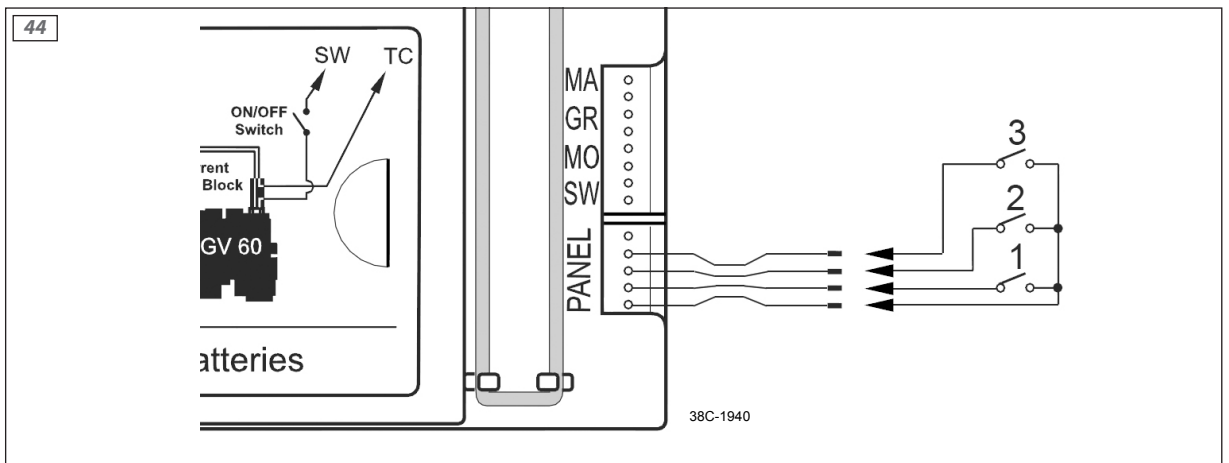 44
SW TC
ON/OFF
Switch
rent
Block
GV 60
atteries
MA
GR
MO
SW
PANEL
3
2
1
38C-1940